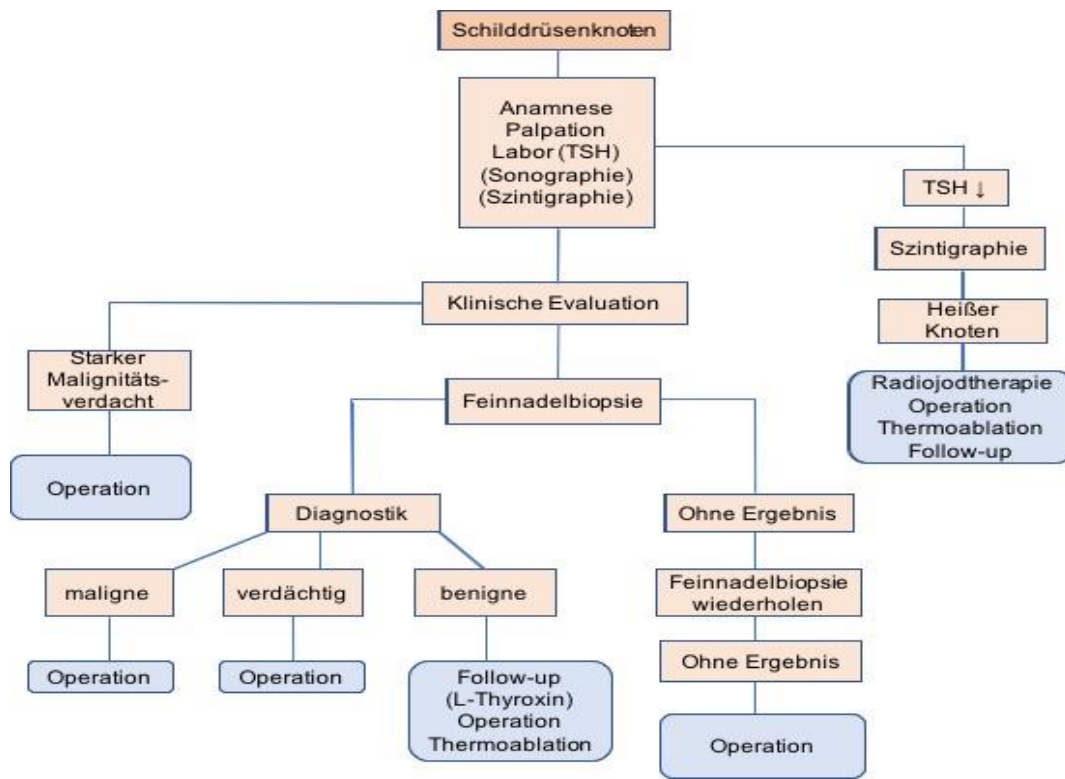 Schilddrüsenknoten
Anamnese
Palpation
Labor (TSH)
(Sonographie)
(Szintigraphie)
TSH ↓
Szintigraphie
Heißer
Knoten
Radiojodtherapie
Operation
Thermoablation
Follow-up
Klinische Evaluation
Starker
Malignitäts-
verdacht
Operation
Feinnadelbiopsie
Diagnostik
maligne
Operation
verdächtig
Operation
benigne
Follow-up
(L-Thyroxin)
Operation
Thermoablation
Ohne Ergebnis
Feinnadelbiopsie
wiederholen
Ohne Ergebnis
Operation